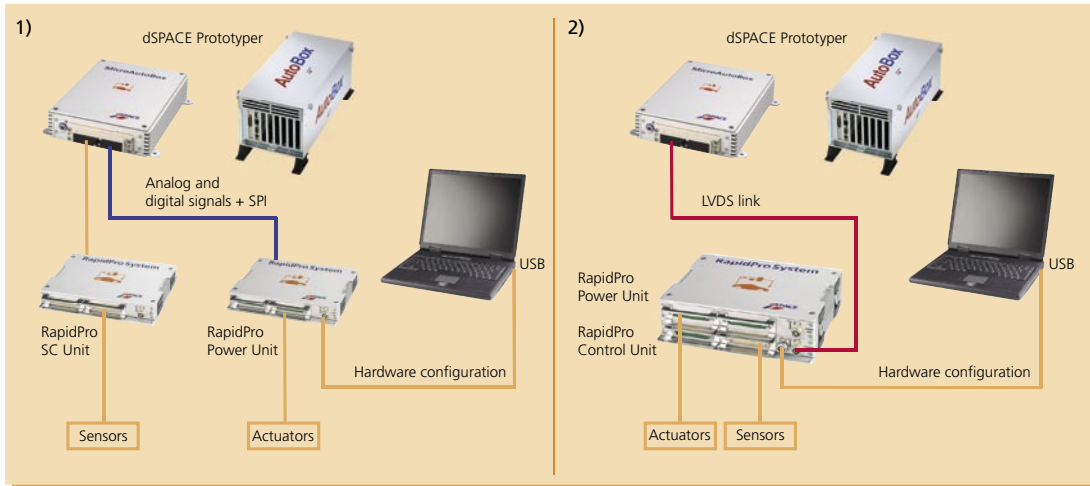 1)
dSPACE Prototyper
MicroAutoBox
AutoBox
AutoBox
Analog and
digital signals + SPI
RapidPro System
RapidPro System
USB
RapidPro
SC Unit
RapidPro
Power Unit
Hardware configuration
Sensors
Actuators
2)
dSPACE Prototyper
MicroAutoBox
AutoBox
AutoBox
LVDS link
RapidPro System
USB
RapidPro
Power Unit
RapidPro
Control Unit
Hardware configuration
Actuators
Sensors